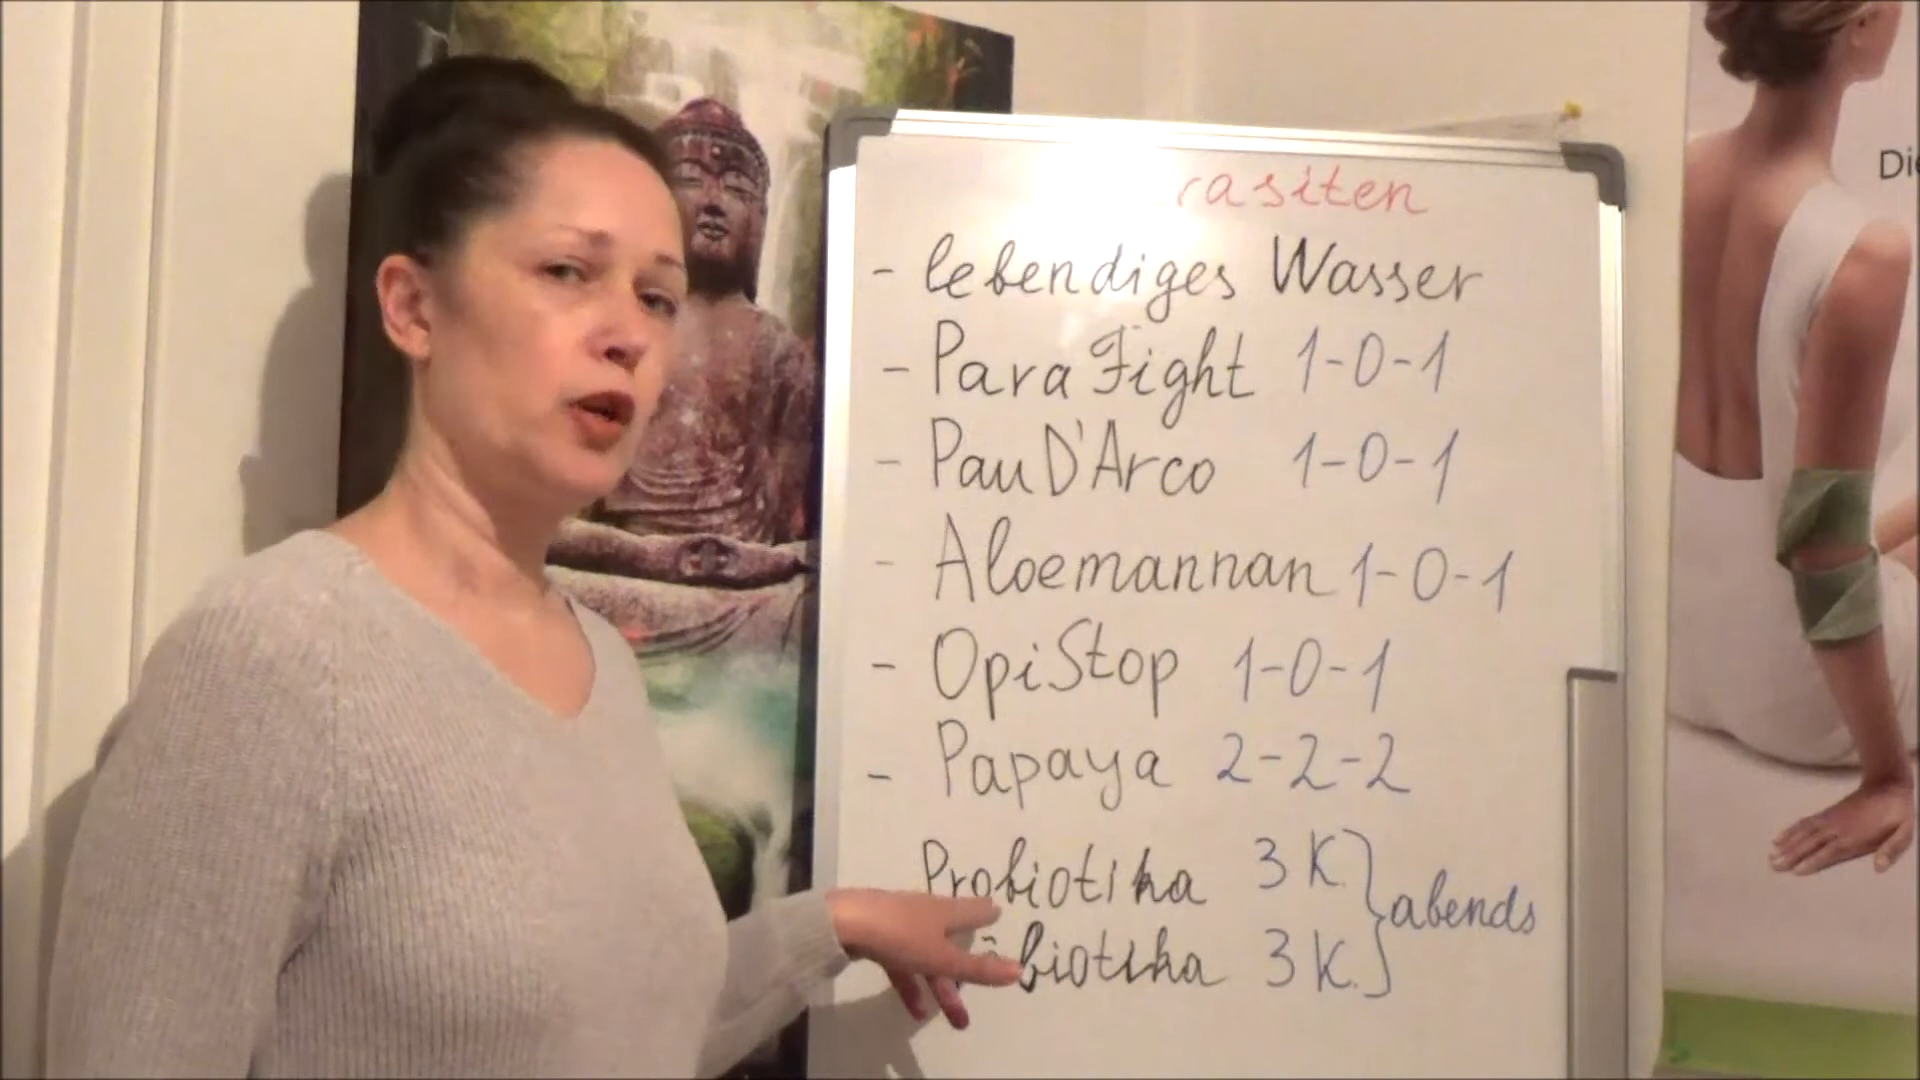 rasiten
- lebendiges Wasser
- ParaFight 1-0-1
- Pau D'Arco 1-0-1
- Aloemannan 1-0-1
- OpiStop 1-0-1
- Papaya 2-2-2
Probiotika 3 K. } abends
biotika 3 K.
Die